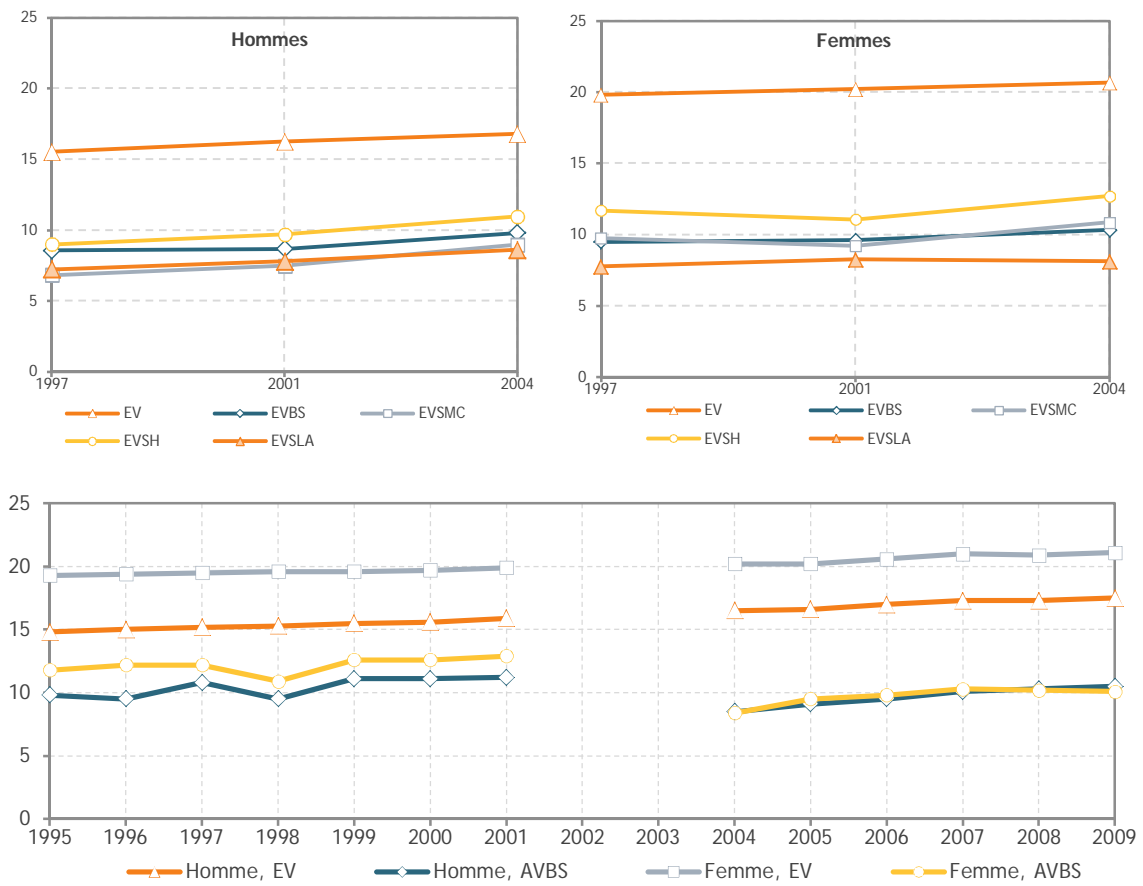 Hommes
25
20
15
10
5
0
1997 2001 2004
EV EVBS EVSMC
EVSH EVSLA
Femmes
25
20
15
10
5
0
1997 2001 2004
EV EVBS EVSMC
EVSH EVSLA
25
20
15
10
5
0
1995 1996 1997 1998 1999 2000 2001 2002 2003 2004 2005 2006 2007 2008 2009
Homme, EV Homme, AVBS Femme, EV Femme, AVBS